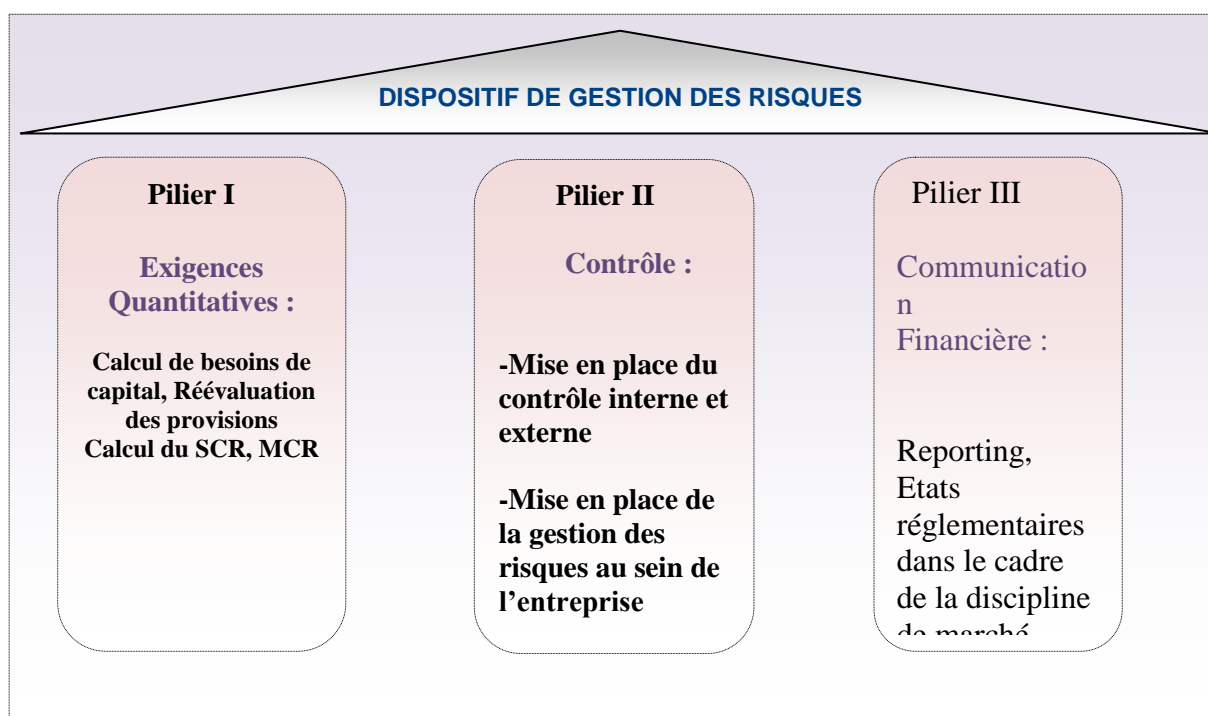 DISPOSITIF DE GESTION DES RISQUES
Pilier I
Exigences
Quantitatives :
Calcul de besoins de
capital, Réévaluation
des provisions
Calcul du SCR, MCR
Pilier II
Contrôle :
-Mise en place du
contrôle interne et
externe
-Mise en place de
la gestion des
risques au sein de
l’entreprise
Pilier III
Communicatio
n
Financière :
Reporting,
Etats
réglementaires
dans le cadre
de la discipline
de marché